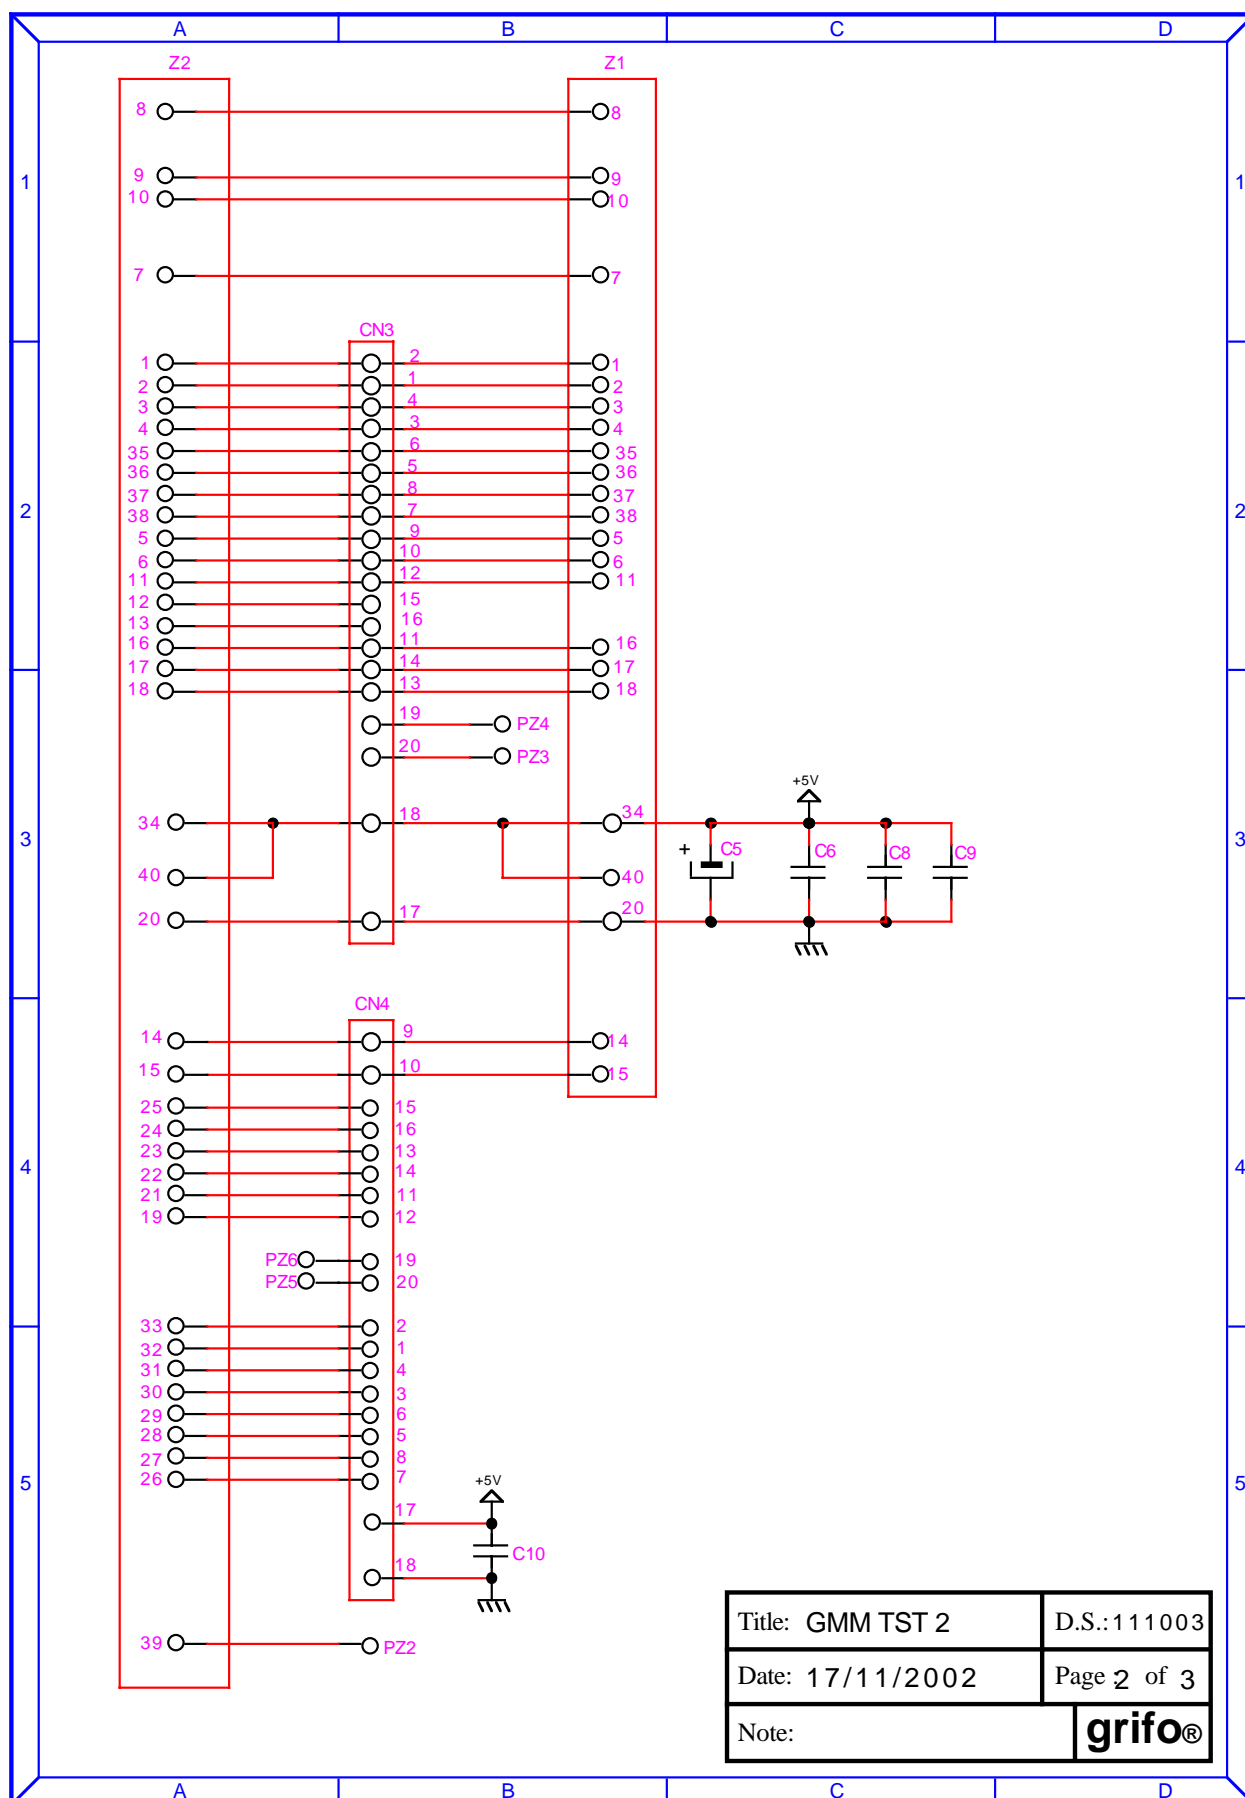 A B C D
Z2 Z1
8 8
1 9 9 1
10 10
7 7
CN3
1 2 1
2 1 2
3 4 3
4 3 4
35 6 35
36 5 36
37 8 37
2 38 7 38 2
5 9 5
6 10 6
11 12 11
12 15
13 16
16 11 16
17 14 17
18 13 18
19 PZ4
20 PZ3
+5V
34 18 34
3 + C5 C6 C8 C9 3
40 40
20 17 20
CN4
14 9 14
15 10 15
25 15
24 16
23 13
4 22 14 4
21 11
19 12
PZ6 19
PZ5 20
33 2
32 1
31 4
30 3
29 6
28 5
27 8
5 26 7 +5V 5
17
C10
18
39 PZ2
Title: GMM TST 2 D.S.:111003
Date: 17/11/2002 Page :2 of 3
Note: grifo®
A B C D